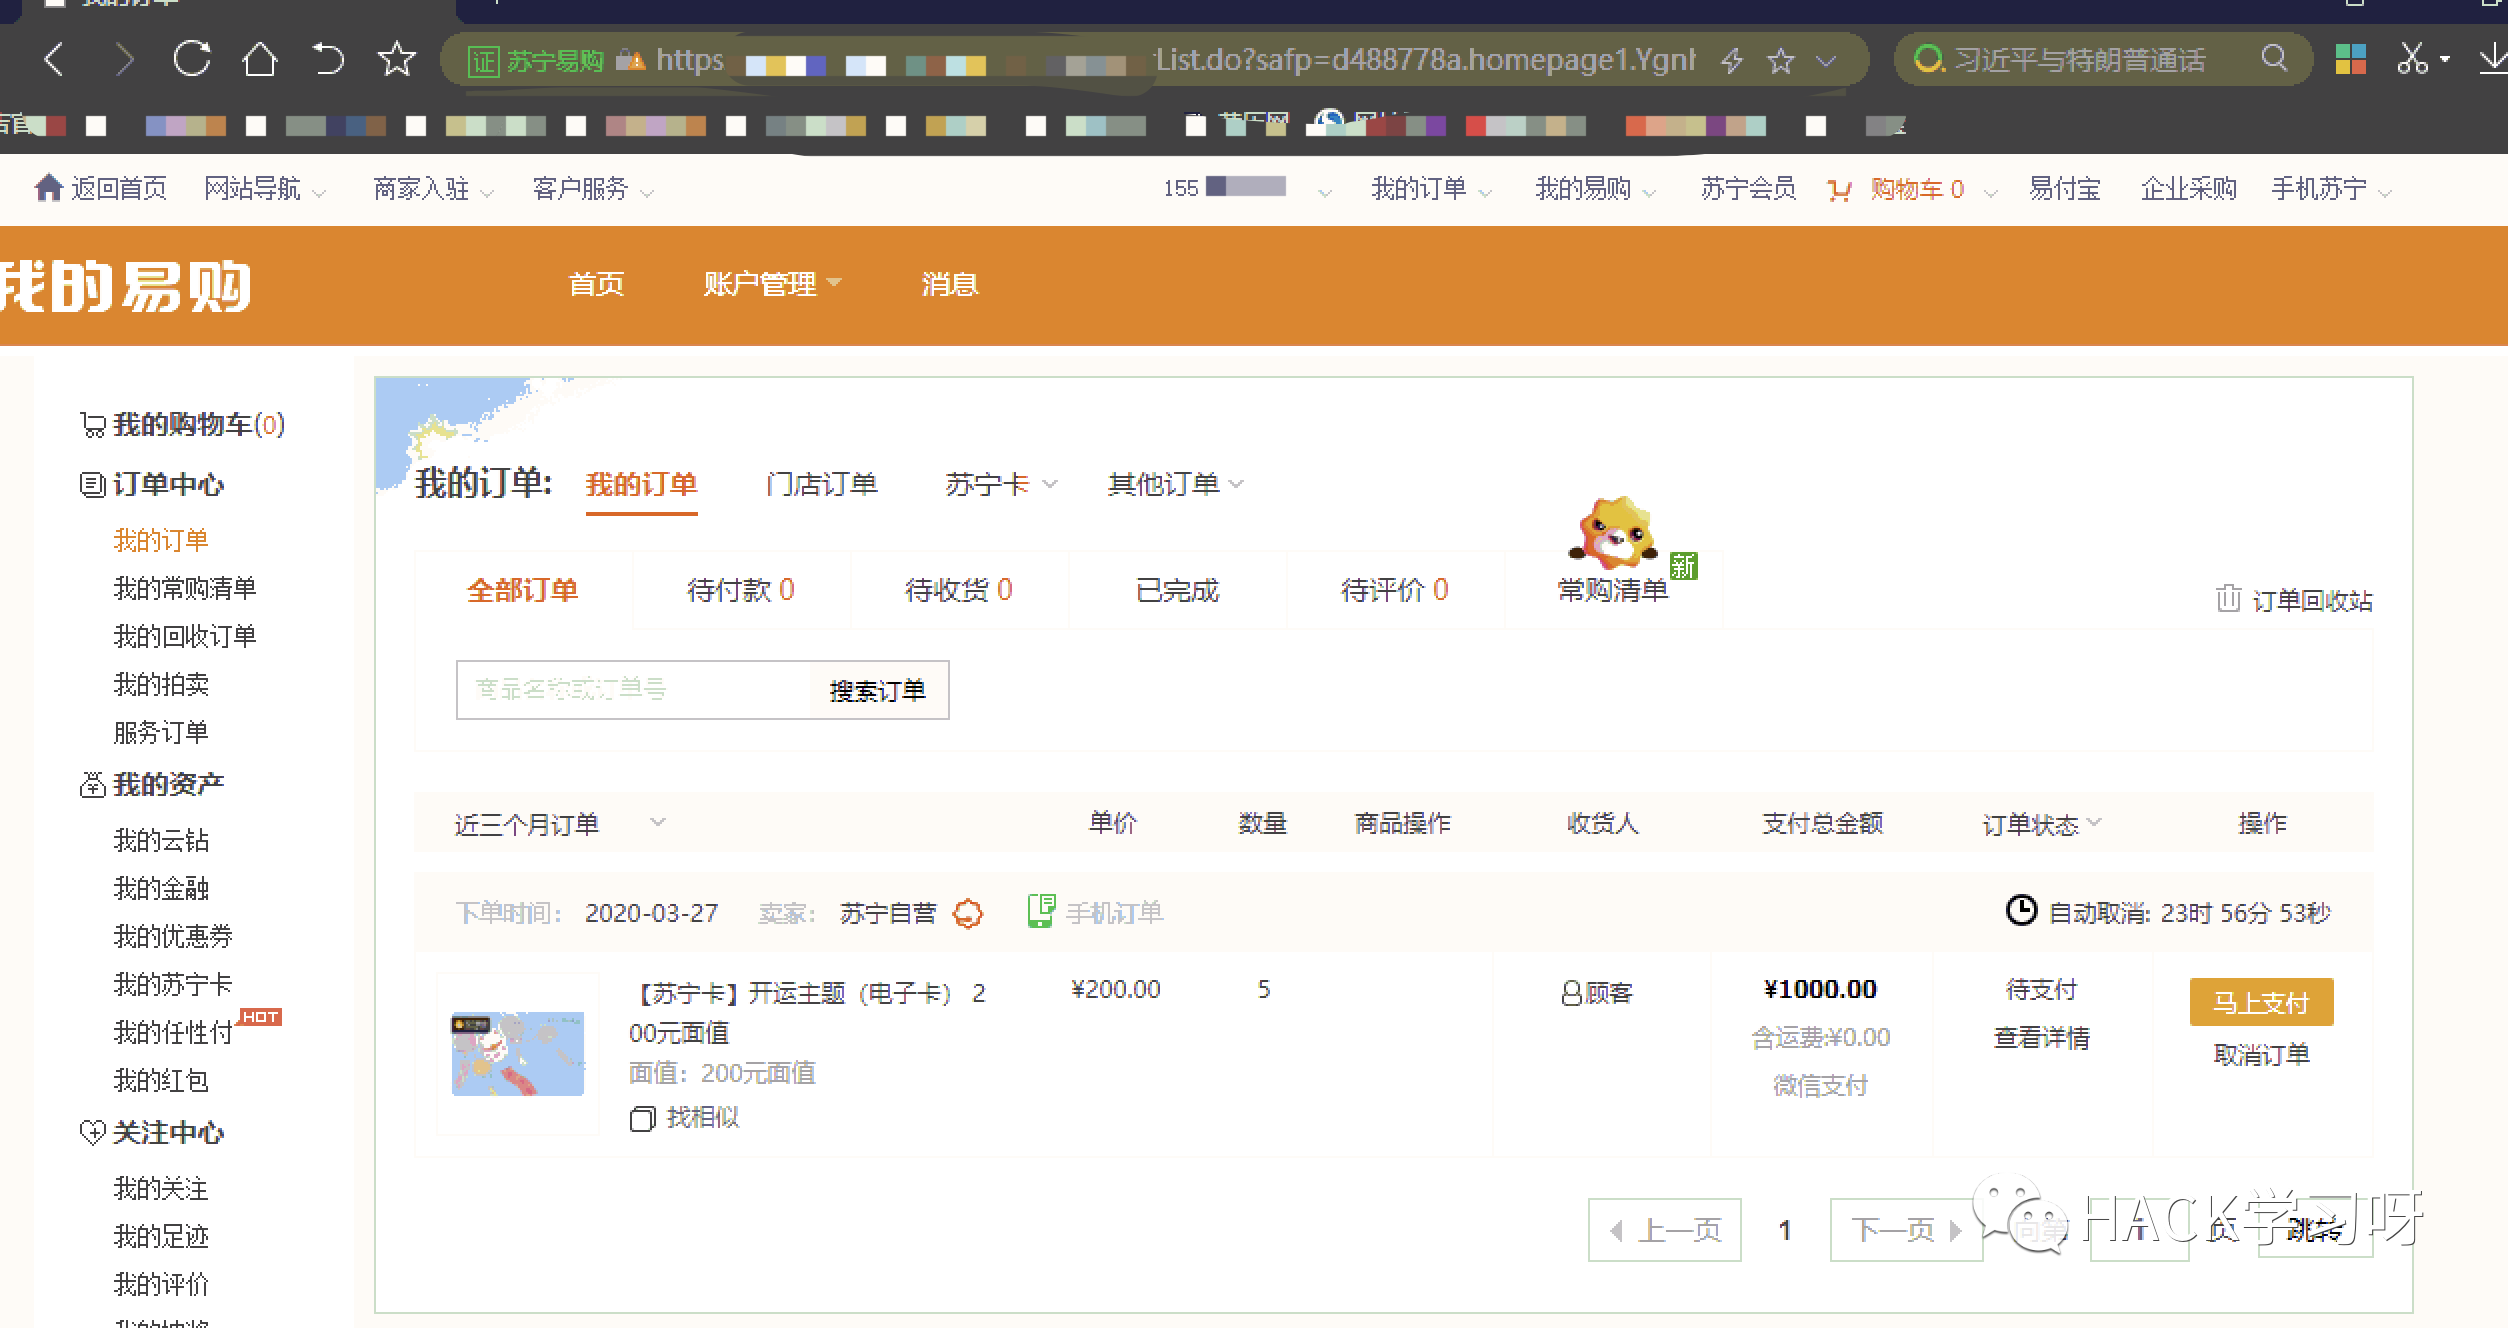 苏宁易购 https
List.do?safp=d488778a.homepage1.Ygnh
习近平与特朗普通话
返回首页 网站导航 商家入驻 客户服务 155 我的订单 我的易购 苏宁会员 购物车 0 易付宝 企业采购 手机苏宁
我的易购 首页 账户管理 消息
我的购物车(0)
订单中心
我的订单
我的常购清单
我的回收订单
我的拍卖
服务订单
我的资产
我的云钻
我的金融
我的优惠券
我的苏宁卡
我的任性付 HOT
我的红包
关注中心
我的关注
我的足迹
我的评价
我的订单: 我的订单 门店订单 苏宁卡 其他订单
全部订单 待付款 0 待收货 0 已完成 待评价 0 常购清单 新
订单回收站
商品名称或订单号 搜索订单
近三个月订单 单价 数量 商品操作 收货人 支付总金额 订单状态 操作
下单时间： 2020-03-27 卖家： 苏宁自营 手机订单 自动取消: 23时 56分 53秒
【苏宁卡】开运主题（电子卡） 2
00元面值
面值：200元面值
找相似
¥200.00 5 顾客
¥1000.00
含运费:¥0.00
微信支付
待支付
查看详情
马上支付
取消订单
上一页 1 下一页 向第 1 页 跳转
HACK学习呀